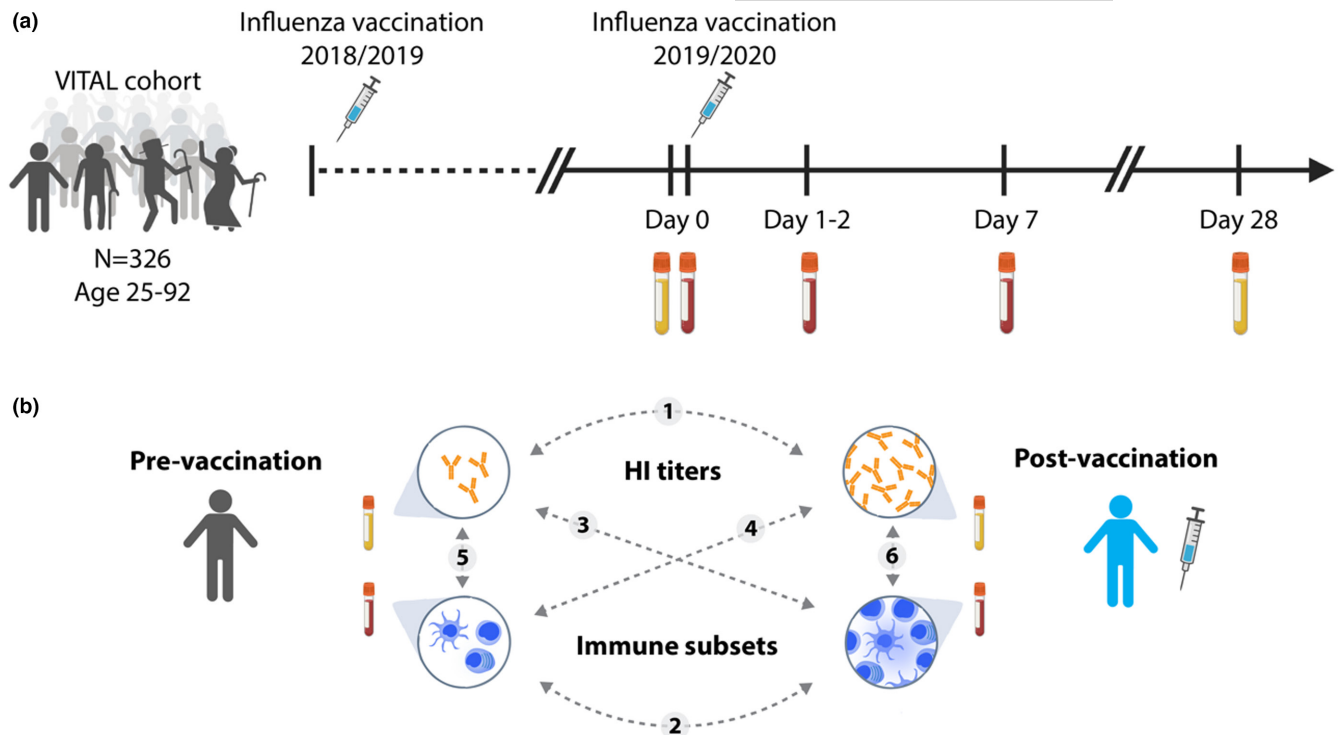 (a)
Influenza vaccination
2018/2019
Influenza vaccination
2019/2020
VITAL cohort
N=326
Age 25-92
Day 0
Day 1-2
Day 7
Day 28
(b)
1
Pre-vaccination
HI titers
Post-vaccination
3
4
5
6
Immune subsets
2